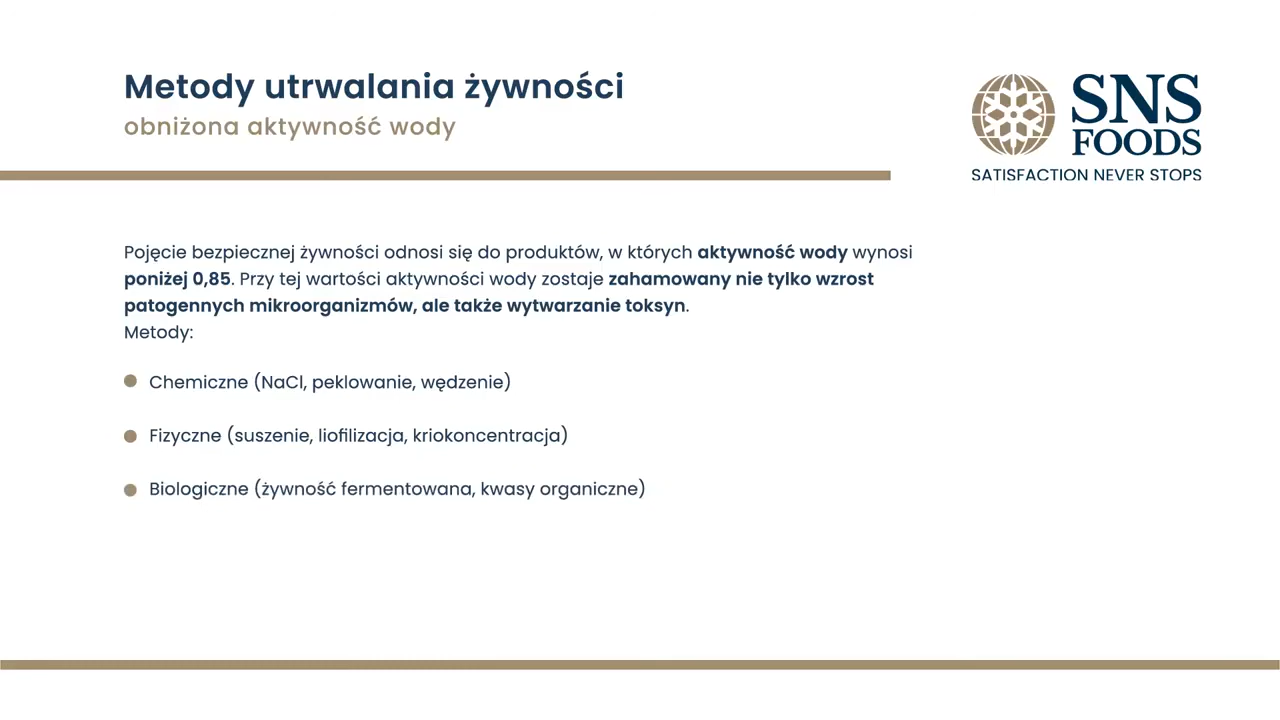 Metody utrwalania żywności
obniżona aktywność wody
SNS
FOODS
SATISFACTION NEVER STOPS
Pojęcie bezpiecznej żywności odnosi się do produktów, w których aktywność wody wynosi
poniżej 0,85. Przy tej wartości aktywności wody zostaje zahamowany nie tylko wzrost
patogennych mikroorganizmów, ale także wytwarzanie toksyn.
Metody:
Chemiczne (NaCl, peklowanie, wędzenie)
Fizyczne (suszenie, liofilizacja, kriokoncentracja)
Biologiczne (żywność fermentowana, kwasy organiczne)